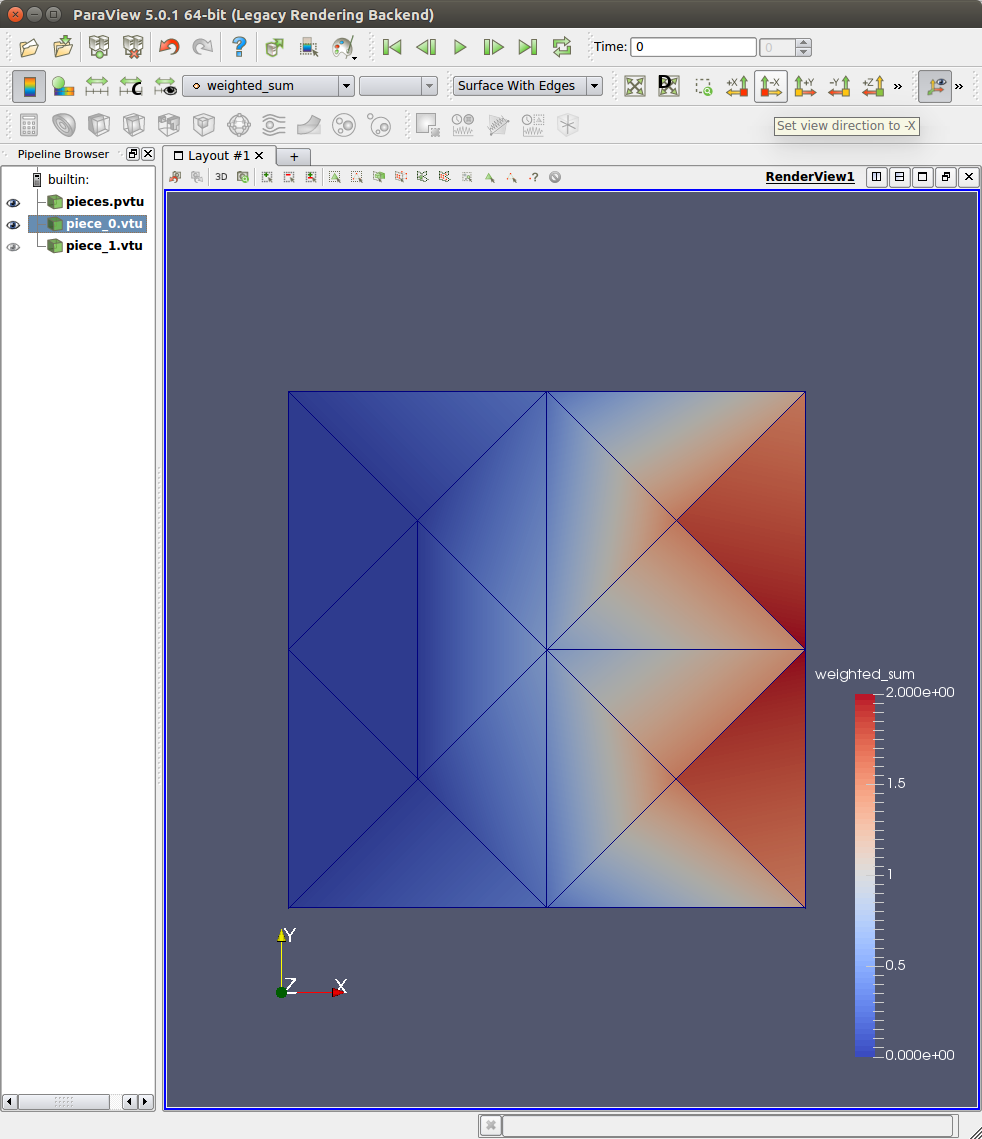 ParaView 5.0.1 64-bit (Legacy Rendering Backend)
Time: 0 0
weighted_sum Surface With Edges
Set view direction to -X
Pipeline Browser
Layout #1
3D
RenderView1
builtin:
pieces.pvtu
piece_0.vtu
piece_1.vtu
weighted_sum
2.000e+00
1.5
1
0.5
0.000e+00
Y
Z X